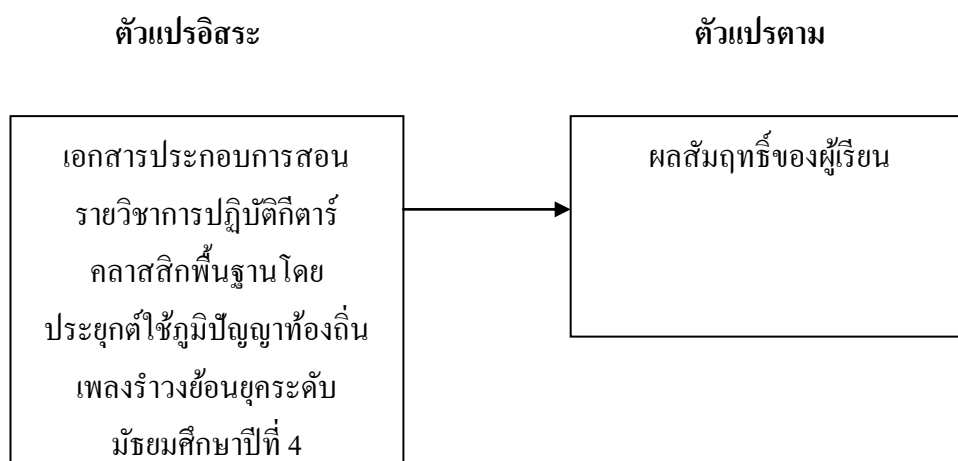 ตัวแปรอิสระ
ตัวแปรตาม
เอกสารประกอบการสอน
รายวิชาการปฏิบัติกีตาร์
คลาสสิกพื้นฐานโดย
ประยุกต์ใช้ภูมิปัญญาท้องถิ่น
เพลงรำวงย้อนยุคระดับ
มัธยมศึกษาปีที่ 4
ผลสัมฤทธิ์ของผู้เรียน